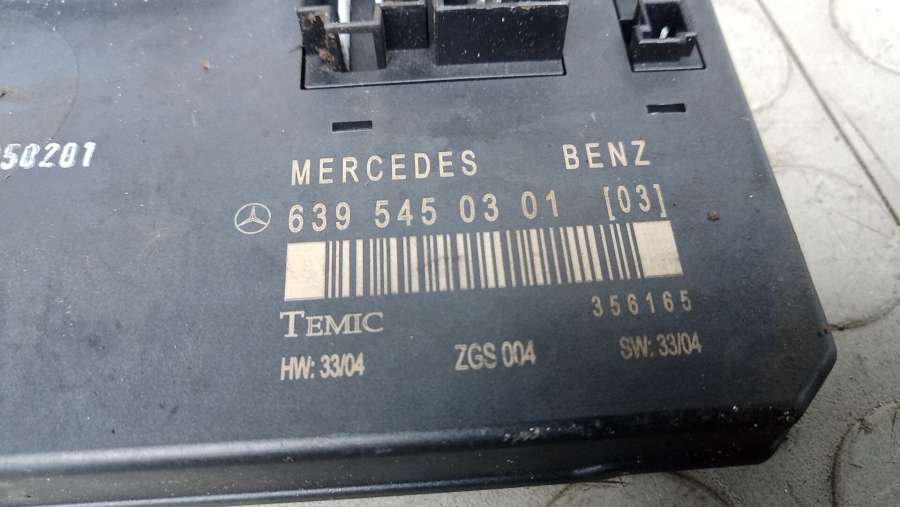 50201
MERCEDES BENZ
639 545 03 01 [03]
TEMIC 356165
HW: 33/04 ZGS 004 SW: 33/04